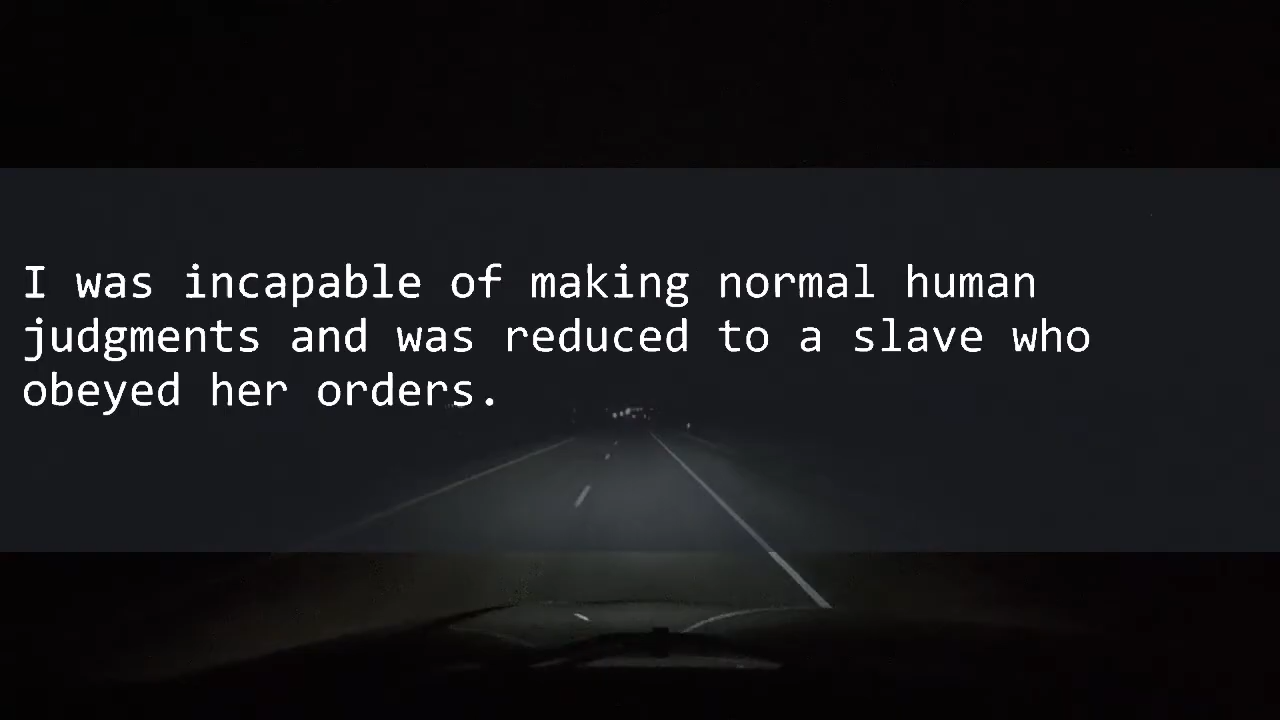 I was incapable of making normal human
judgments and was reduced to a slave who
obeyed her orders.